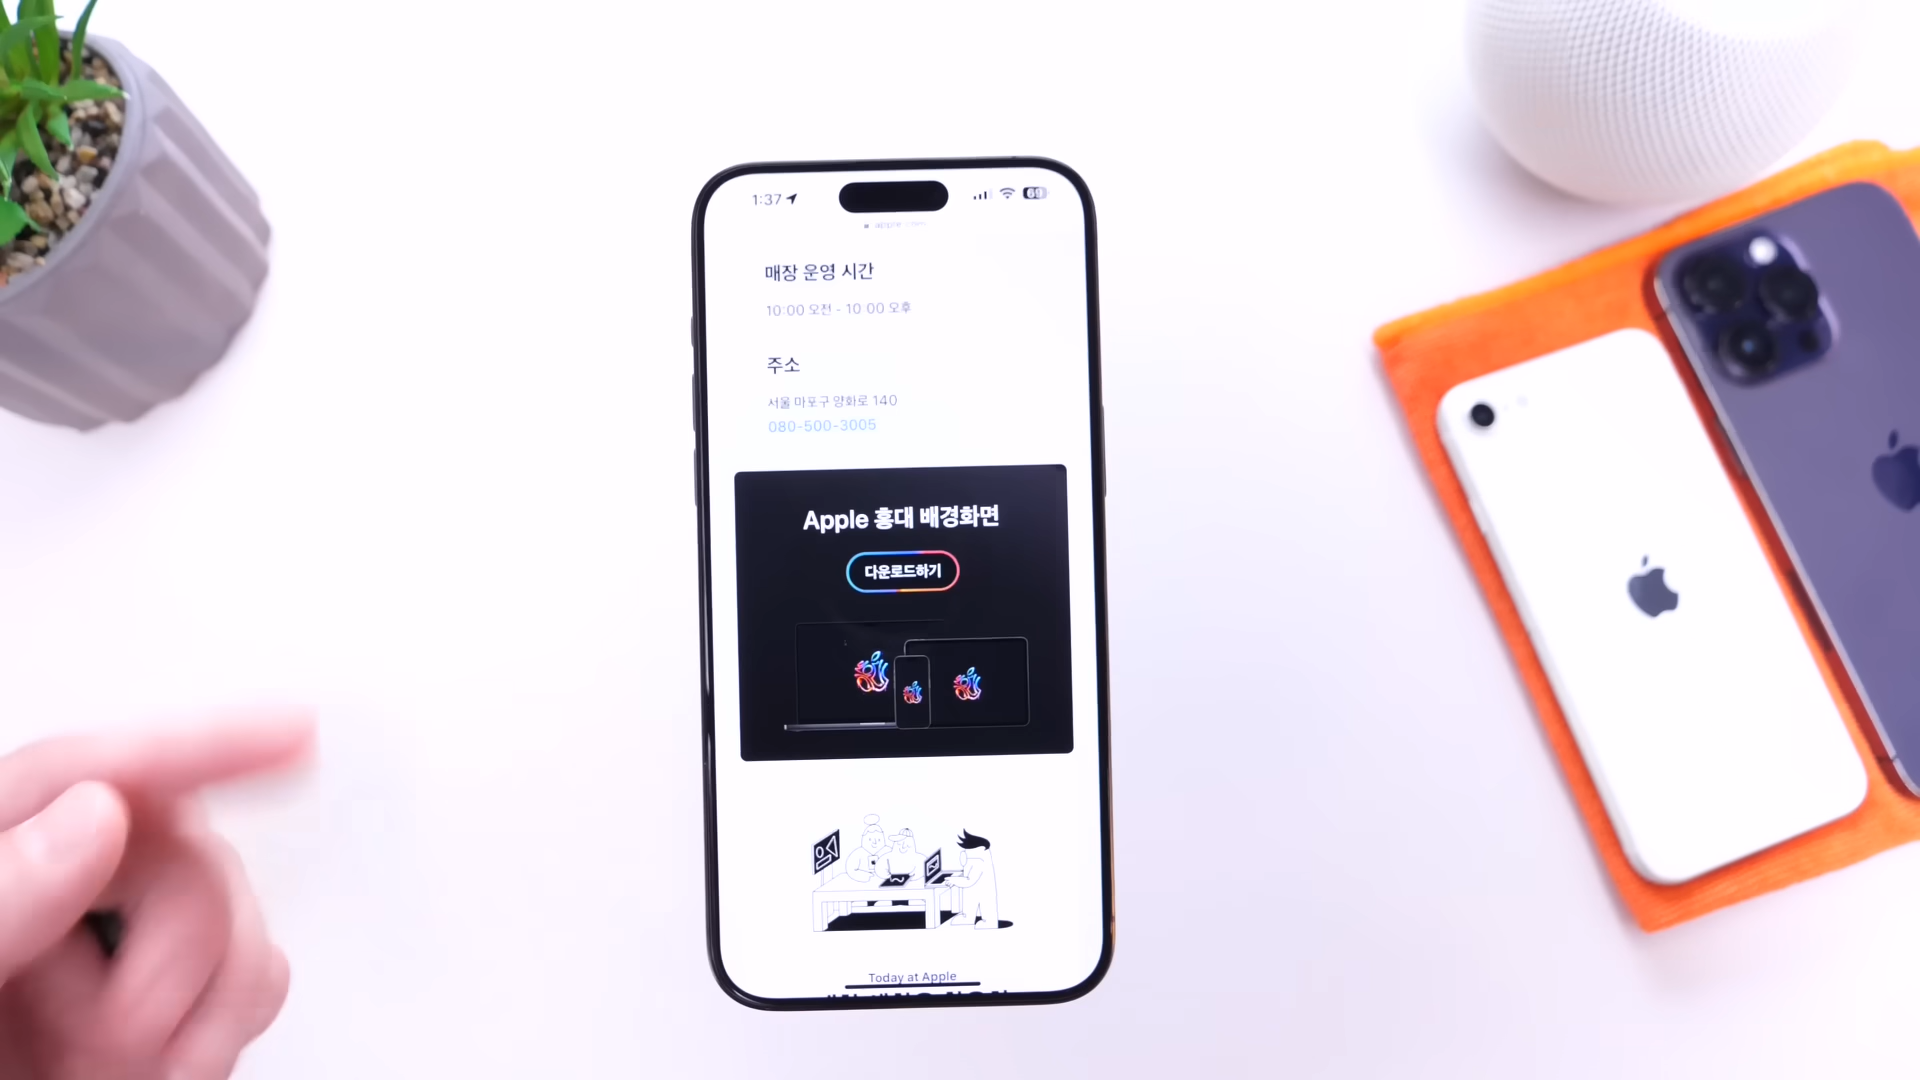 1:37
69
매장 운영 시간
10:00 오전 - 10:00 오후
주소
서울 마포구 양화로 140
080-500-3005
Apple 홍대 배경화면
다운로드하기
Today at Apple